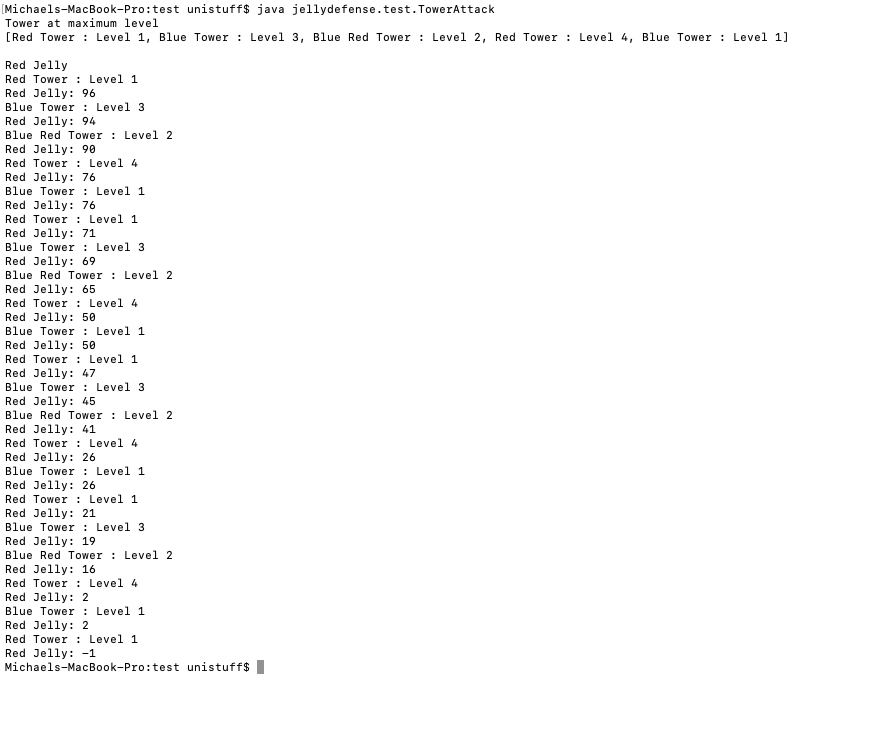 Michaels-MacBook-Pro:test unistuff$ java jellydefense.test.TowerAttack
Tower at maximum level
[Red Tower : Level 1, Blue Tower : Level 3, Blue Red Tower : Level 2, Red Tower : Level 4, Blue Tower : Level 1]
Red Jelly
Red Tower : Level 1
Red Jelly: 96
Blue Tower : Level 3
Red Jelly: 94
Blue Red Tower : Level 2
Red Jelly: 90
Red Tower : Level 4
Red Jelly: 76
Blue Tower : Level 1
Red Jelly: 76
Red Tower : Level 1
Red Jelly: 71
Blue Tower : Level 3
Red Jelly: 69
Blue Red Tower : Level 2
Red Jelly: 65
Red Tower : Level 4
Red Jelly: 50
Blue Tower : Level 1
Red Jelly: 50
Red Tower : Level 1
Red Jelly: 47
Blue Tower : Level 3
Red Jelly: 45
Blue Red Tower : Level 2
Red Jelly: 41
Red Tower : Level 4
Red Jelly: 26
Blue Tower : Level 1
Red Jelly: 26
Red Tower : Level 1
Red Jelly: 21
Blue Tower : Level 3
Red Jelly: 19
Blue Red Tower : Level 2
Red Jelly: 16
Red Tower : Level 4
Red Jelly: 2
Blue Tower : Level 1
Red Jelly: 2
Red Tower : Level 1
Red Jelly: -1
Michaels-MacBook-Pro:test unistuff$